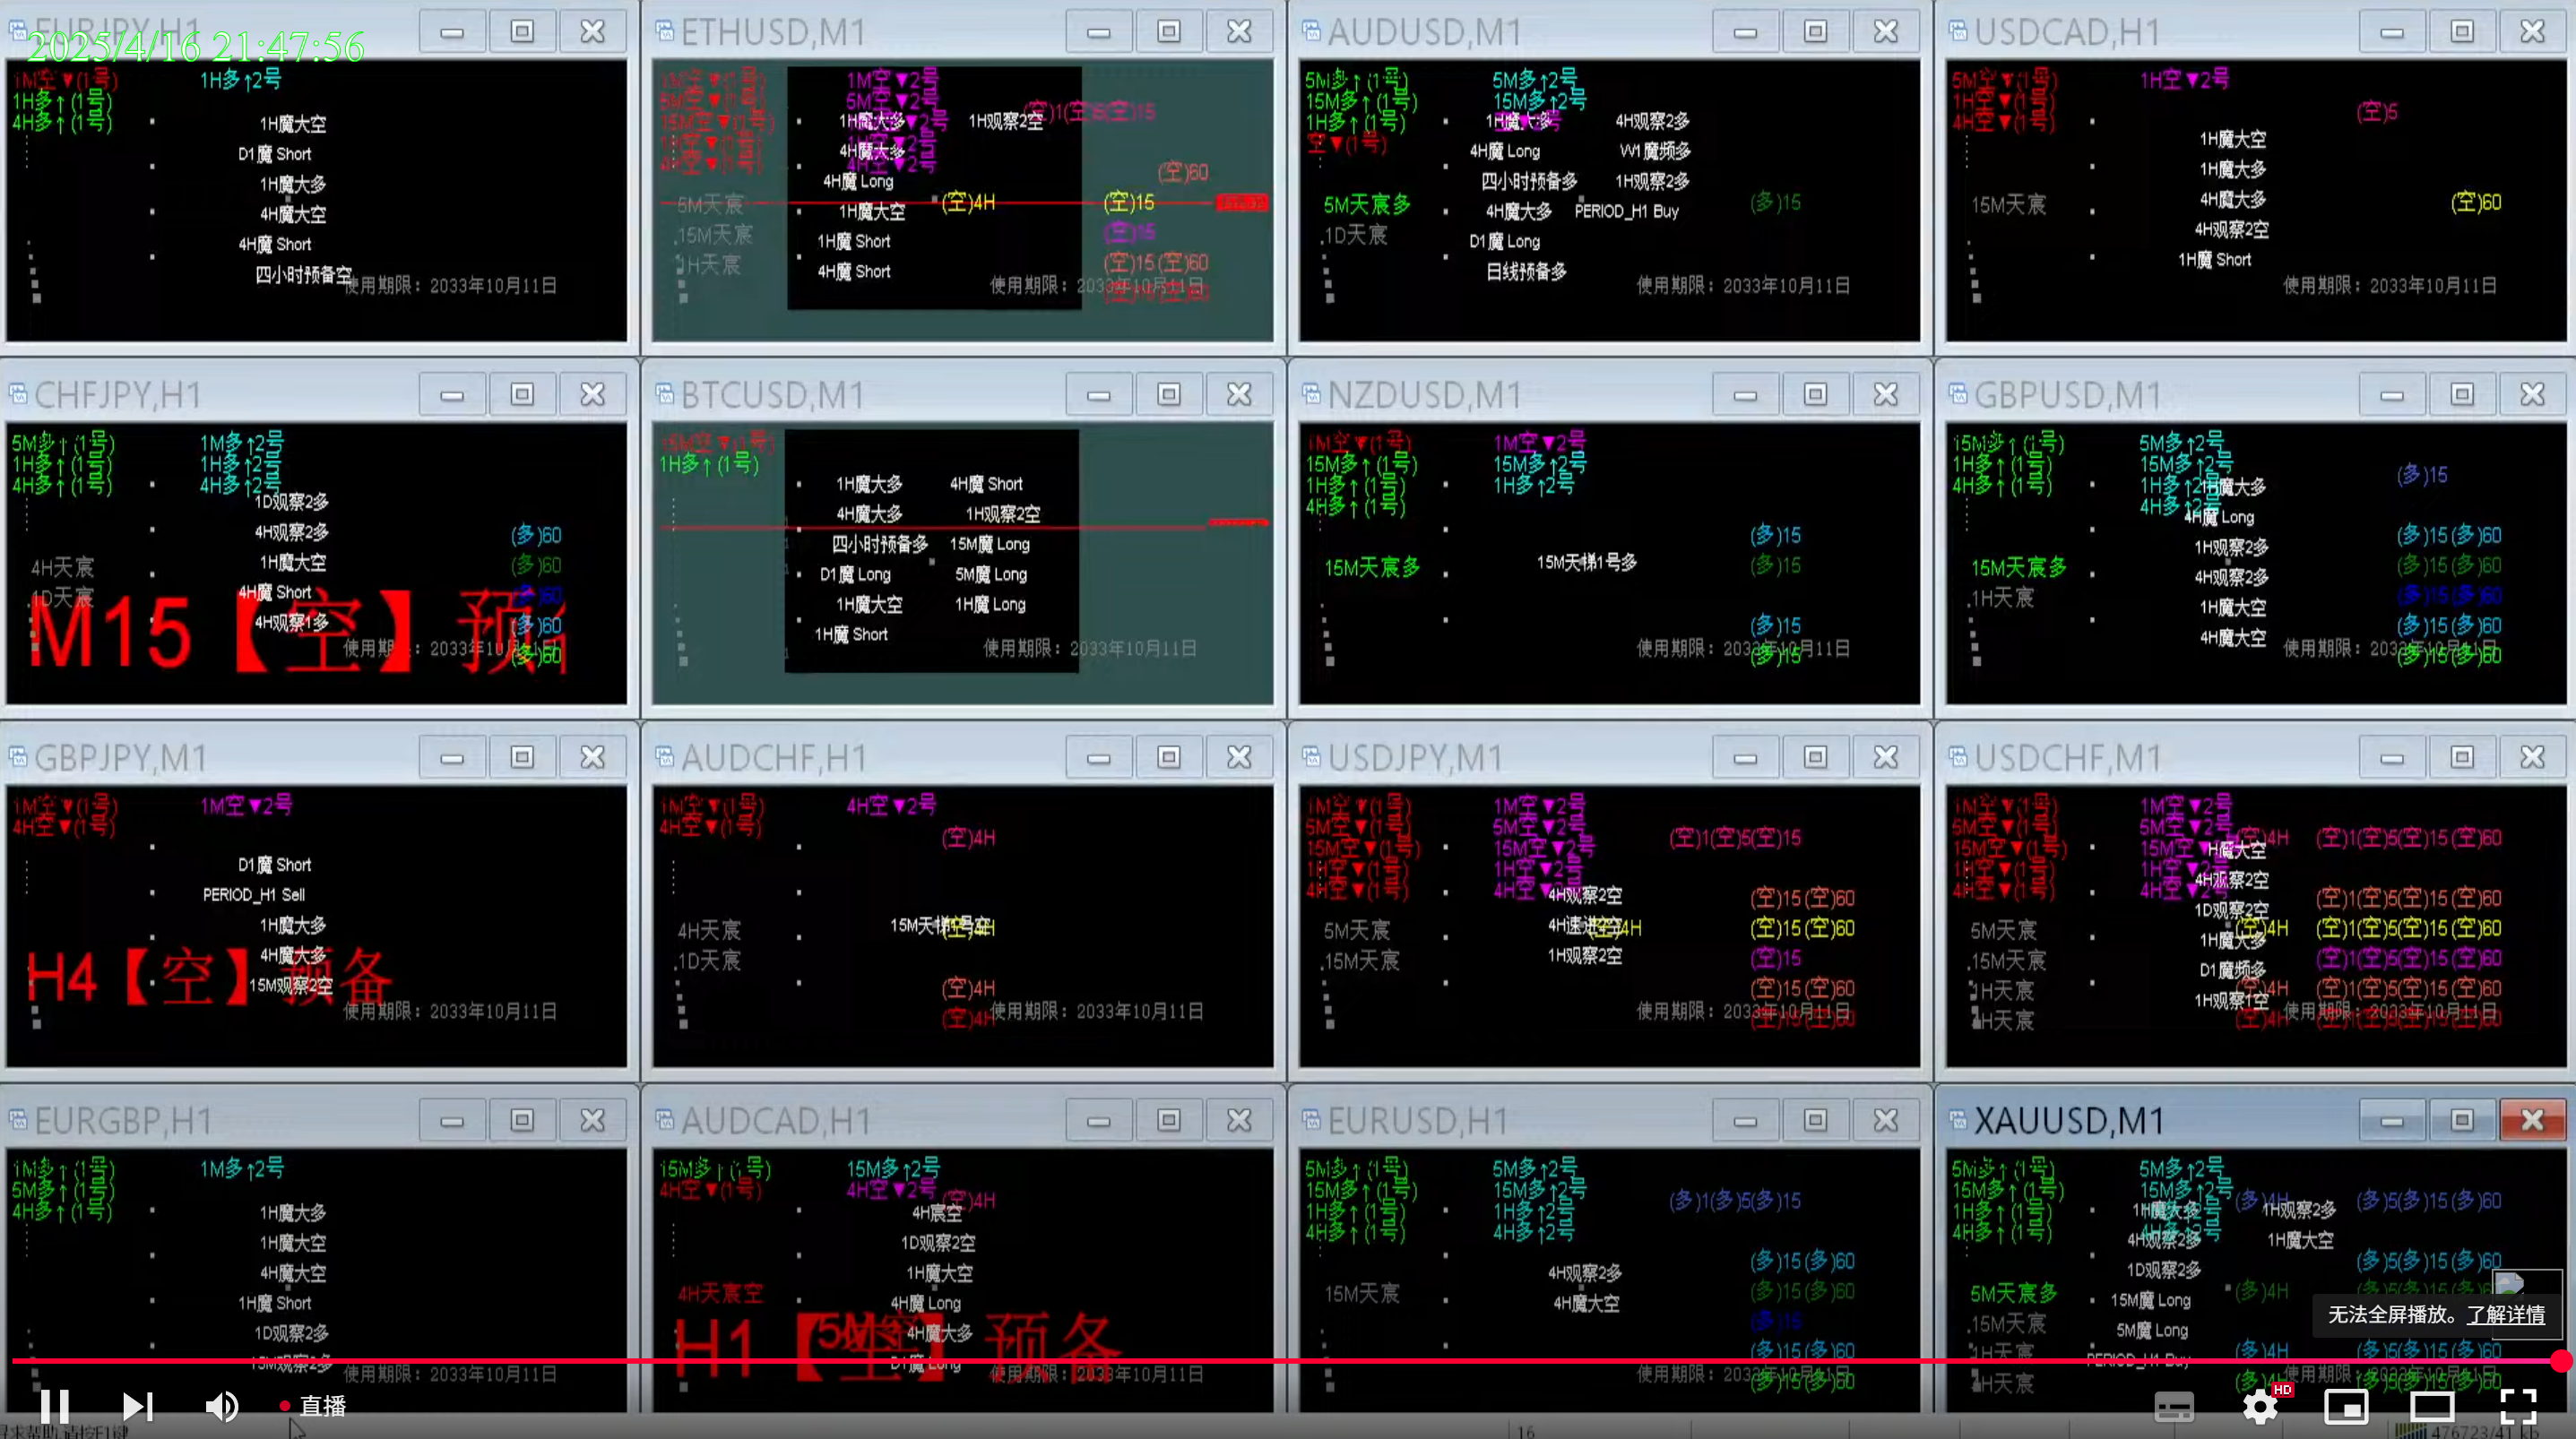 EURJPY,H1
2025/4/16 21:47:56
1M空▼(1号) 1H多↑2号
1H多↑(1号)
4H多↑(1号)
1H魔大空
D1魔 Short
1H魔大多
4H魔大空
4H魔 Short
四小时预备空
使用期限：2033年10月11日
ETHUSD,M1
1M空▼2号
5M空▼2号
1H魔大多 1H观察2空
4H魔大多
(空)60
4H魔 Long
5M天宸 (空)4H (空)15
1H魔大空
15M天宸 (空)15
1H魔 Short
1H天宸 (空)15(空)60
4H魔 Short
使用期限：2033年10月11日
AUDUSD,M1
5M多↑(1号) 5M多↑2号
15M多↑(1号) 15M多↑2号
1H多↑(1号) 1H魔大多 4H观察2多
空▼(1号)
4H魔 Long W1魔频多
四小时预备多 1H观察2多
5M天宸多 (多)15
4H魔大多 PERIOD_H1 Buy
1D天宸
D1魔 Long
日线预备多
使用期限：2033年10月11日
USDCAD,H1
5M空▼(1号) 1H空▼2号
1H空▼(1号) (空)5
4H空▼(1号)
1H魔大空
1H魔大多
4H魔大多
15M天宸 (空)60
4H观察2空
1H魔 Short
使用期限：2033年10月11日
CHFJPY,H1
5M多↑(1号) 1M多↑2号
1H多↑(1号) 1H多↑2号
4H多↑(1号) 4H多↑2号
1D观察2多
4H观察2多 (多)60
1H魔大空 (多)60
4H天宸
4H魔 Short (多)60
1D天宸
4H观察1多 (多)60
M15【空】预
使用期限：2033年10月11日
(多)60
BTCUSD,M1
15M空▼(1号)
1H多↑(1号)
1H魔大多 4H魔 Short
4H魔大多 1H观察2空
四小时预备多 15M魔 Long
D1魔 Long 5M魔 Long
1H魔大空 1H魔 Long
1H魔 Short
使用期限：2033年10月11日
NZDUSD,M1
1M空▼(1号) 1M空▼2号
15M多↑(1号) 15M多↑2号
1H多↑(1号) 1H多↑2号
4H多↑(1号)
(多)15
15M天宸多 15M天梯1号多 (多)15
(多)15
使用期限：2033年10月11日
(多)15
GBPUSD,M1
15M多↑(1号) 5M多↑2号
1H多↑(1号) 15M多↑2号
4H多↑(1号) 1H多↑2号 1H魔大多 (多)15
4H多↑2号
4H魔 Long
1H观察2多 (多)15(多)60
15M天宸多 4H观察2多 (多)15(多)60
1H天宸 1H魔大空 (多)15(多)60
4H魔大空 (多)15(多)60
使用期限：2033年10月11日
(多)15(多)60
GBPJPY,M1
1M空▼(1号) 1M空▼2号
4H空▼(1号)
D1魔 Short
PERIOD_H1 Sell
1H魔大多
4H魔大多
H4【空】预备
15M观察2空
使用期限：2033年10月11日
AUDCHF,H1
1M空▼(1号) 4H空▼2号
4H空▼(1号)
(空)4H
4H天宸 (空)4H
1D天宸
(空)4H
(空)4H
使用期限：2033年10月11日
USDJPY,M1
1M空▼(1号) 1M空▼2号
5M空▼(1号) 5M空▼2号 (空)1(空)5(空)15
15M空▼(1号) 15M空▼2号
1H空▼(1号) 1H空▼2号
4H空▼(1号) 4H空▼2号
4H观察2空 (空)15(空)60
5M天宸 (空)4H (空)15(空)60
15M天宸 1H观察2空 (空)15
(空)15(空)60
使用期限：2033年10月11日
USDCHF,M1
1M空▼(1号) 1M空▼2号
5M空▼(1号) 5M空▼2号 (空)4H (空)1(空)5(空)15(空)60
15M空▼(1号) 15M空▼2号
1H空▼(1号) 1H空▼2号
4H空▼(1号) 4H空▼2号
4H观察2空 (空)1(空)5(空)15(空)60
1D观察2空
5M天宸 (空)4H (空)1(空)5(空)15(空)60
1H魔大多
15M天宸 D1魔频多 (空)1(空)5(空)15(空)60
1H天宸 (空)4H (空)1(空)5(空)15(空)60
1H观察1空
4H天宸
使用期限：2033年10月11日
EURGBP,H1
1M多↑(1号) 1M多↑2号
5M多↑(1号)
4H多↑(1号)
1H魔大多
1H魔大空
4H魔大空
1H魔 Short
1D观察2多
15M观察2多
使用期限：2033年10月11日
AUDCAD,H1
15M多↑(1号) 15M多↑2号
4H空▼(1号) 4H空▼2号 (空)4H
4H宸空
1D观察2空
1H魔大空
4H天宸空
4H魔 Long
4H魔大多
H1【空】预备
D1魔 Long
使用期限：2033年10月11日
EURUSD,H1
5M多↑(1号) 5M多↑2号
15M多↑(1号) 15M多↑2号 (多)1(多)5(多)15
1H多↑(1号) 1H多↑2号
4H多↑(1号) 4H多↑2号
4H观察2多 (多)15(多)60
15M天宸 4H魔大空 (多)15(多)60
(多)15
(多)15(多)60
使用期限：2033年10月11日
(多)15(多)60
XAUUSD,M1
5M多↑(1号) 5M多↑2号
15M多↑(1号) 15M多↑2号 (多)4H (多)5(多)15(多)60
1H多↑(1号) 1H魔大多 1H观察2多
4H多↑(1号) 4H观察2多 1H魔大空
1D观察2多 (多)5(多)15(多)60
5M天宸多 15M魔 Long (多)4H
15M天宸 5M魔 Long
无法全屏播放。了解详情
1H天宸 PERIOD_H1 Buy (多)4H (多)5(多)15(多)60
4H天宸
使用期限：2033年10月11日
直播
HD
16
476723/41 kb